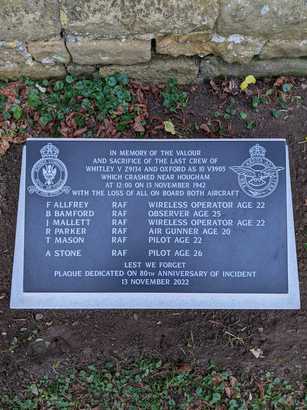 IN MEMORY OF THE VALOUR
AND SACRIFICE OF THE LAST CREW OF
WHITLEY V Z9134 AND OXFORD AS 10 V3905
WHICH CRASHED NEAR HOUGHAM
AT 12:00 ON 13 NOVEMBER 1942
WITH THE LOSS OF ALL ON BOARD BOTH AIRCRAFT
F ALLFREY RAF WIRELESS OPERATOR AGE 22
B BAMFORD RAF OBSERVER AGE 25
J MALLETT RAF WIRELESS OPERATOR AGE 22
R PARKER RAF AIR GUNNER AGE 20
T MASON RAF PILOT AGE 22
A STONE RAF PILOT AGE 26
LEST WE FORGET
PLAQUE DEDICATED ON 80TH ANNIVERSARY OF INCIDENT
13 NOVEMBER 2022